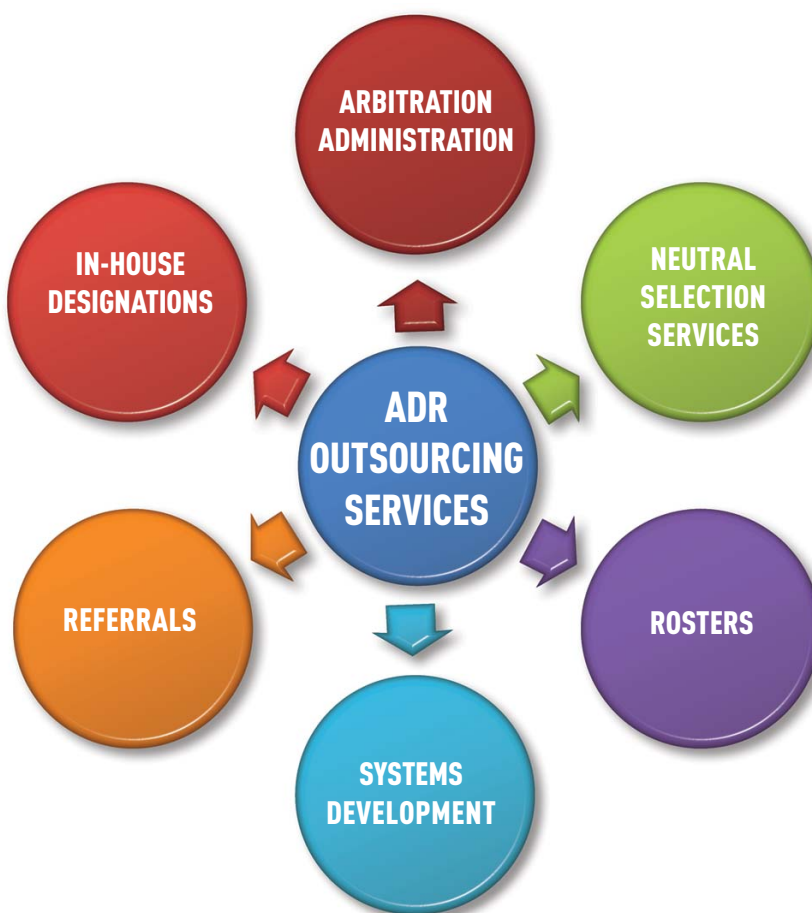 ARBITRATION
ADMINISTRATION
IN-HOUSE
DESIGNATIONS
NEUTRAL
SELECTION
SERVICES
ADR
OUTSOURCING
SERVICES
REFERRALS
ROSTERS
SYSTEMS
DEVELOPMENT